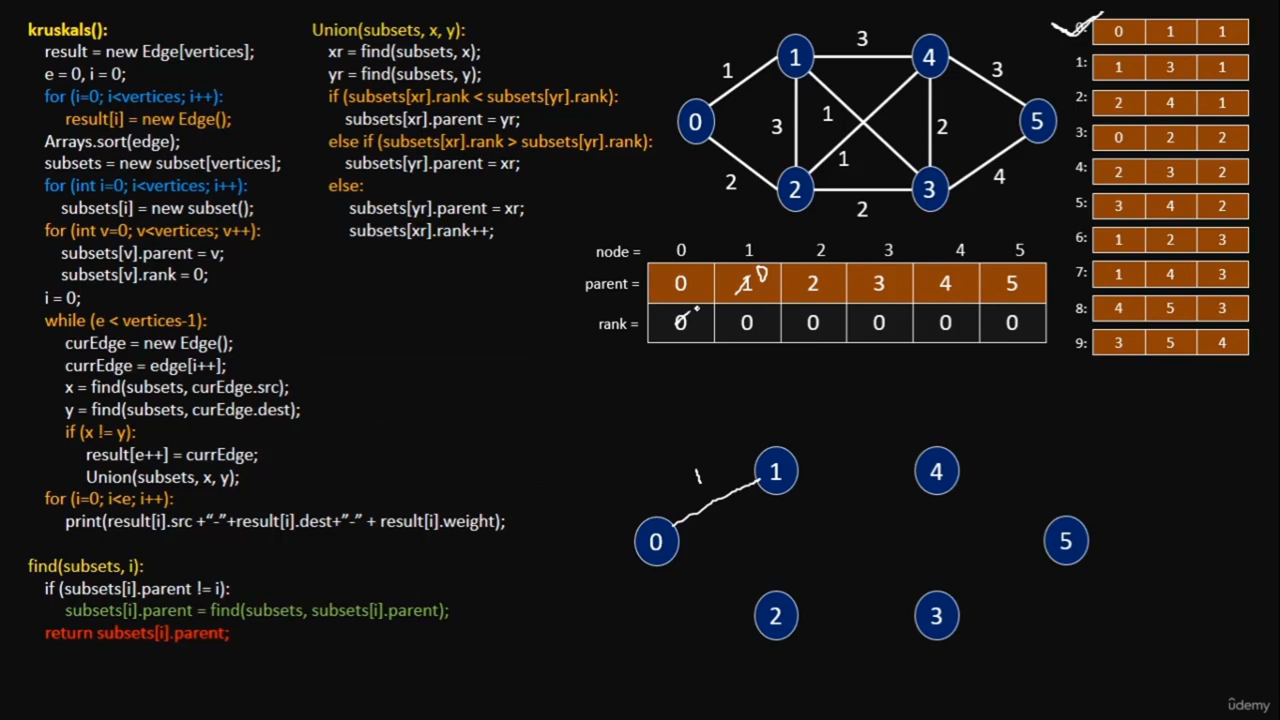 kruskals():
result = new Edge[vertices];
e = 0, i = 0;
for (i=0; i<vertices; i++):
result[i] = new Edge();
Arrays.sort(edge);
subsets = new subset[vertices];
for (int i=0; i<vertices; i++):
subsets[i] = new subset();
for (int v=0; v<vertices; v++):
subsets[v].parent = v;
subsets[v].rank = 0;
i = 0;
while (e < vertices-1):
curEdge = new Edge();
currEdge = edge[i++];
x = find(subsets, curEdge.src);
y = find(subsets, curEdge.dest);
if (x != y):
result[e++] = currEdge;
Union(subsets, x, y);
for (i=0; i<e; i++):
print(result[i].src +“-”+result[i].dest+”-” + result[i].weight);
find(subsets, i):
if (subsets[i].parent != i):
subsets[i].parent = find(subsets, subsets[i].parent);
return subsets[i].parent;
Union(subsets, x, y):
xr = find(subsets, x);
yr = find(subsets, y);
if (subsets[xr].rank < subsets[yr].rank):
subsets[xr].parent = yr;
else if (subsets[xr].rank > subsets[yr].rank):
subsets[yr].parent = xr;
else:
subsets[yr].parent = xr;
subsets[xr].rank++;
3
1 4
1 3
0 3 1 2 5
1
2 4
2 3
2
node = 0 1 2 3 4 5
parent = 0 1 0 2 3 4 5
rank = 0 0 0 0 0 0
0 1 1
1: 1 3 1
2: 2 4 1
3: 0 2 2
4: 2 3 2
5: 3 4 2
6: 1 2 3
7: 1 4 3
8: 4 5 3
9: 3 5 4
1 1 4
0 5
2 3
ûdemy